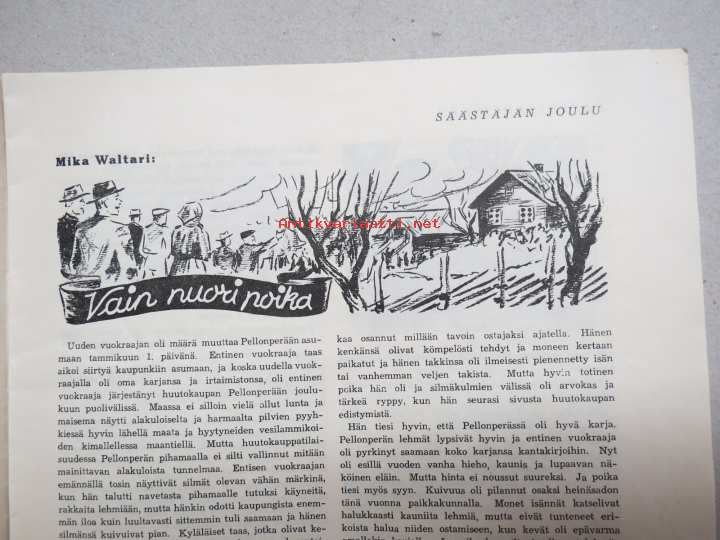 SÄÄSTÄJÄN JOULU
Mika Waltari:
Antikvariaatti.net
Vain nuori poika
Uuden vuokraajan oli määrä muuttaa Pellonperään asu-
maan tammikuun 1. päivänä. Entinen vuokraaja taas
aikoi siirtyä kaupunkiin asumaan, ja koska uudella vuok-
raajalla oli oma karjansa ja irtaimistonsa, oli entinen
vuokraaja järjestänyt huutokaupan Pellonperään joulu-
kuun puolivälissä. Maassa ei silloin vielä ollut lunta ja
maisema näytti alakuloiselta ja harmaalta pilvien pyyh-
kiessä hyvin lähellä maata ja hyytyneiden vesilammikoi-
den kimallellessa maantiellä. Mutta huutokauppatilai-
suudessa Pellonperän pihamaalla ei silti vallinnut mitään
mainittavan alakuloista tunnelmaa. Entisen vuokraajan
emännällä tosin näyttivät silmät olevan vähän märkinä,
kun hän talutti navetasta pihamaalle tutuksi käyneitä,
rakkaita lehmiään, mutta hänkin odotti kaupungista enem-
män iloa kuin luultavasti sittemmin tuli saamaan ja hänen
silmänsä kuivuivat pian. Kyläläiset taas, jotka olivat ke-
kaa osannut millään tavoin ostajaksi ajatella. Hänen
kenkänsä olivat kömpelösti tehdyt ja moneen kertaan
paikatut ja hänen takkinsa oli ilmeisesti pienennetty isän
tai vanhemman veljen takista. Mutta hyvin totinen
poika hän oli ja silmäkulmien välissä oli arvokas ja
tärkeä ryppy, kun hän seurasi sivusta huutokaupan
edistymistä.
Hän tiesi hyvin, että Pellonperässä oli hyvä karja.
Pellonperän lehmät lypsivät hyvin ja entinen vuokraaja
oli pyrkinyt saamaan koko karjansa kantakirjoihin. Nyt
oli esillä vuoden vanha hieho, kaunis ja lupaavan nä-
köinen eläin. Mutta hinta ei noussut suureksi. Ja poika
tiesi myös syyn. Kuivuus oli pilannut osaksi heinäsadon
tänä vuonna paikkakunnalla. Monet isännät katselivat
halukkaasti kauniita lehmiä, mutta eivät tunteneet eri-
koista halua niiden ostamiseen, kun kevät oli epävarma